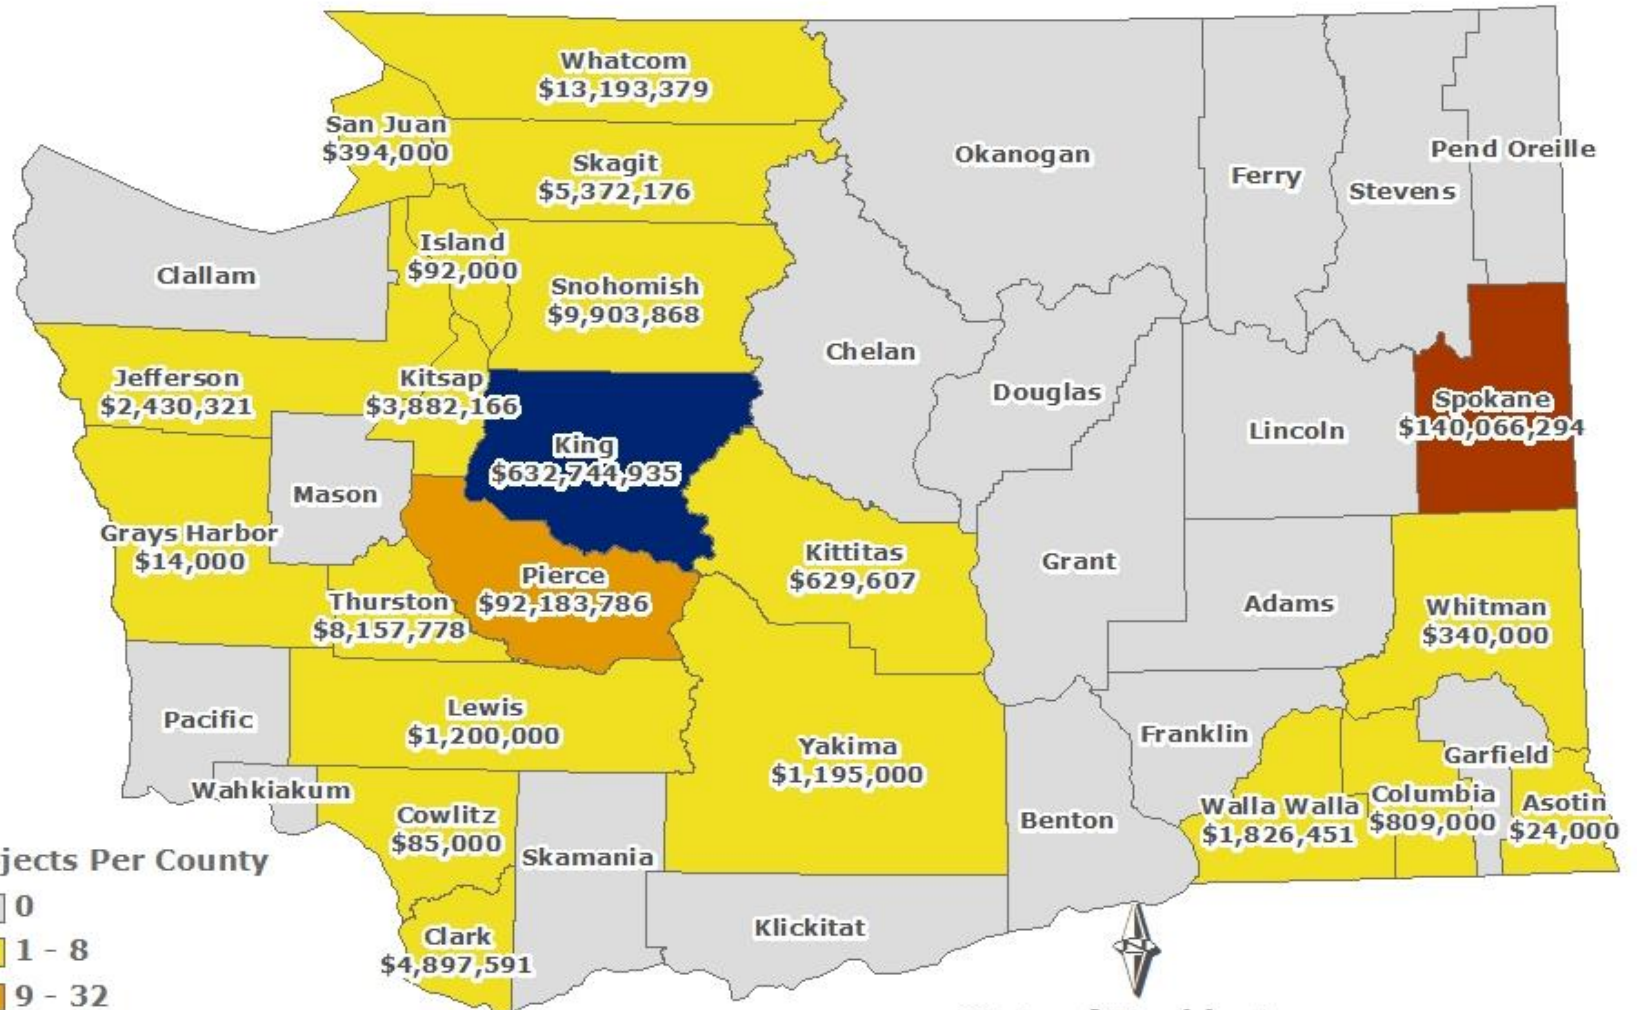 Whatcom
$13,193,379
San Juan
$394,000
Skagit
$5,372,176
Okanogan
Ferry
Stevens
Pend Oreille
Island
$92,000
Clallam
Snohomish
$9,903,868
Chelan
Jefferson
$2,430,321
Kitsap
$3,882,166
Douglas
Lincoln
Spokane
$140,066,294
King
$632,744,935
Mason
Grays Harbor
$14,000
Kittitas
$629,607
Grant
Pierce
$92,183,786
Adams
Thurston
$8,157,778
Whitman
$340,000
Pacific
Lewis
$1,200,000
Yakima
$1,195,000
Franklin
Garfield
Wahkiakum
Cowlitz
$85,000
Skamania
Benton
Walla Walla
$1,826,451
Columbia
$809,000
Asotin
$24,000
Klickitat
Clark
$4,897,591
N
jects Per County
0
1 - 8
9 - 32